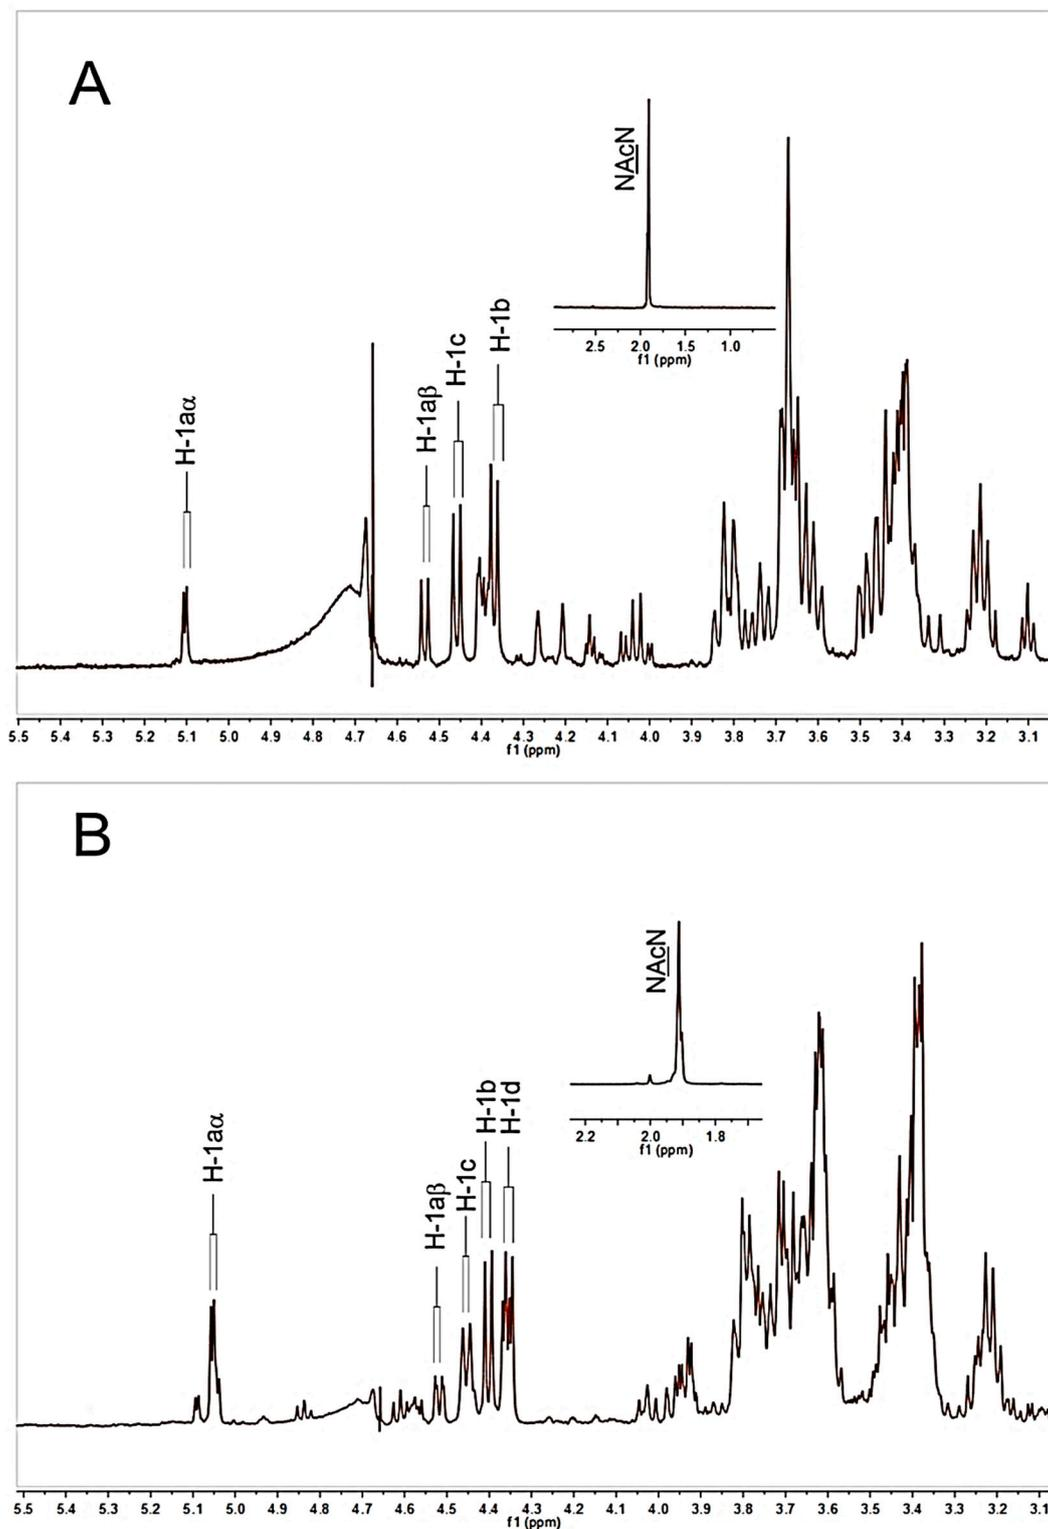 A
NAcN
H-1aα
H-1aβ
H-1c
H-1b
2.5 2.0 1.5 1.0
f1 (ppm)
5.5 5.4 5.3 5.2 5.1 5.0 4.9 4.8 4.7 4.6 4.5 4.4 4.3 4.2 4.1 4.0 3.9 3.8 3.7 3.6 3.5 3.4 3.3 3.2 3.1
f1 (ppm)
B
NAcN
H-1aα
H-1aβ
H-1c
H-1b
H-1d
2.2 2.0 1.8
f1 (ppm)
5.5 5.4 5.3 5.2 5.1 5.0 4.9 4.8 4.7 4.6 4.5 4.4 4.3 4.2 4.1 4.0 3.9 3.8 3.7 3.6 3.5 3.4 3.3 3.2 3.1
f1 (ppm)